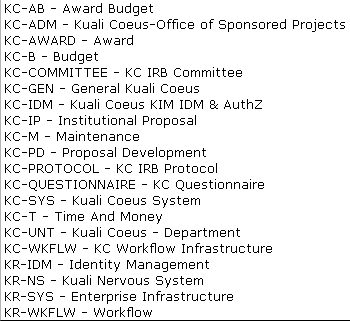 KC-AB - Award Budget
KC-ADM - Kuali Coeus-Office of Sponsored Projects
KC-AWARD - Award
KC-B - Budget
KC-COMMITTEE - KC IRB Committee
KC-GEN - General Kuali Coeus
KC-IDM - Kuali Coeus KIM IDM & AuthZ
KC-IP - Institutional Proposal
KC-M - Maintenance
KC-PD - Proposal Development
KC-PROTOCOL - KC IRB Protocol
KC-QUESTIONNAIRE - KC Questionnaire
KC-SYS - Kuali Coeus System
KC-T - Time And Money
KC-UNT - Kuali Coeus - Department
KC-WKFLW - KC Workflow Infrastructure
KR-IDM - Identity Management
KR-NS - Kuali Nervous System
KR-SYS - Enterprise Infrastructure
KR-WKFLW - Workflow